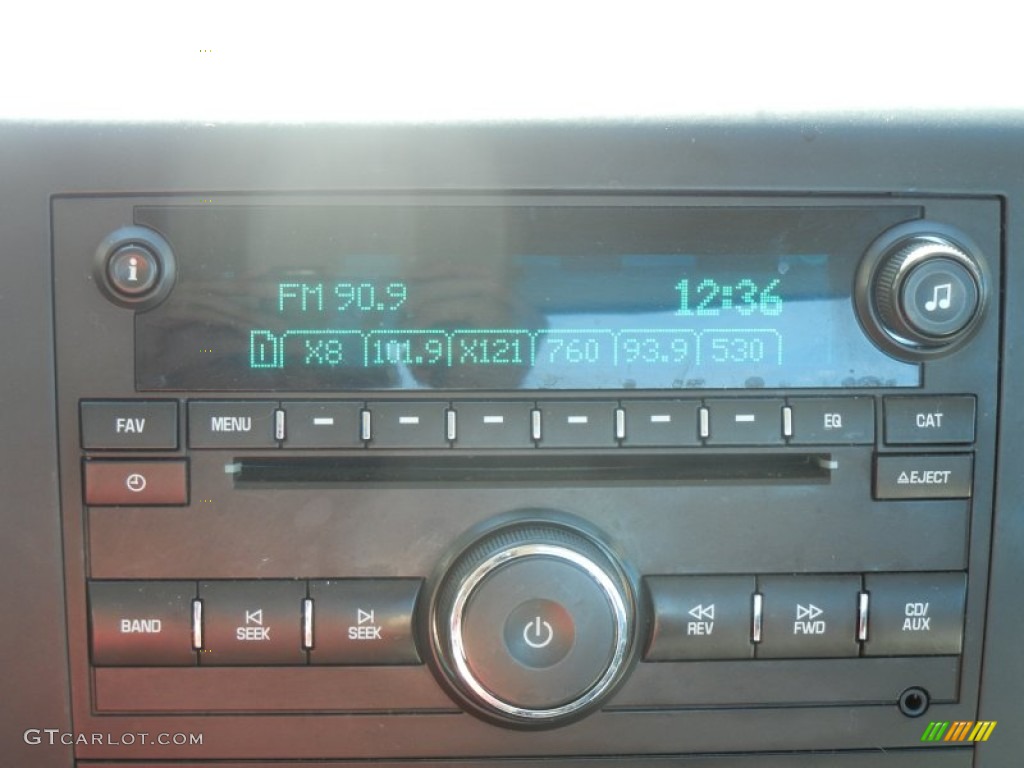 i
FM 90.9 12:36
1 X8 101.9 X121 760 93.9 530
FAV MENU EQ CAT
EJECT
BAND SEEK SEEK REV FWD CD/
AUX
GTCARLOT.COM